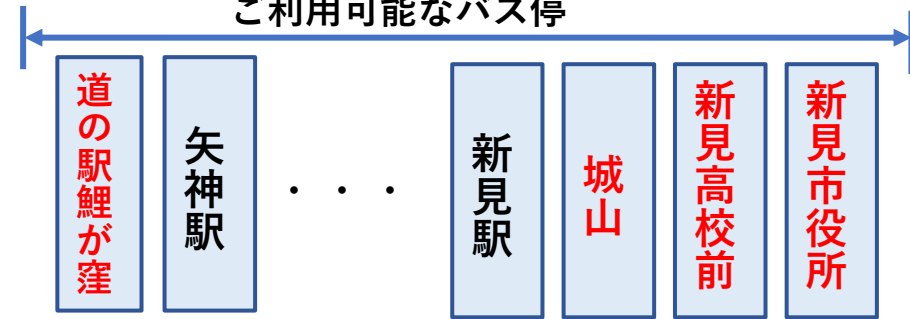 ご利用可能なバス停
道の駅鯉が窪
矢神駅
・・・
新見駅
城山
新見高校前
新見市役所